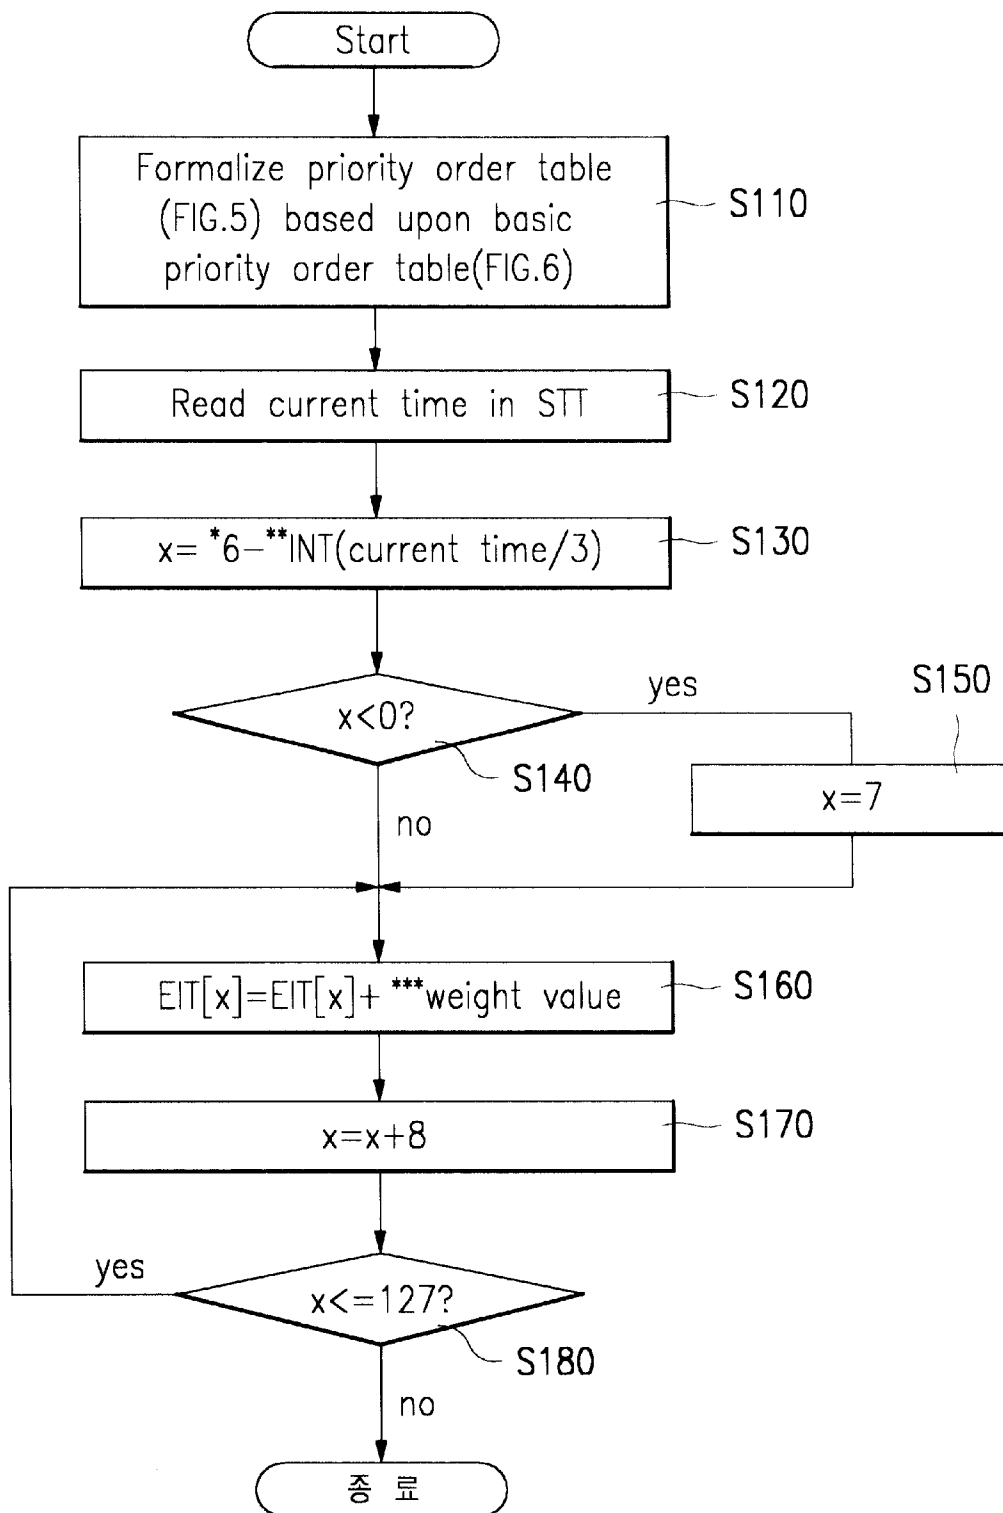 Start
Formalize priority order table
(FIG.5) based upon basic
priority order table(FIG.6)
S110
Read current time in STT
S120
x= *6-**INT(current time/3)
S130
x<0?
yes
S140
S150
x=7
no
EIT[x]=EIT[x]+ ***weight value
S160
x=x+8
S170
yes
x<=127?
S180
no
종 료